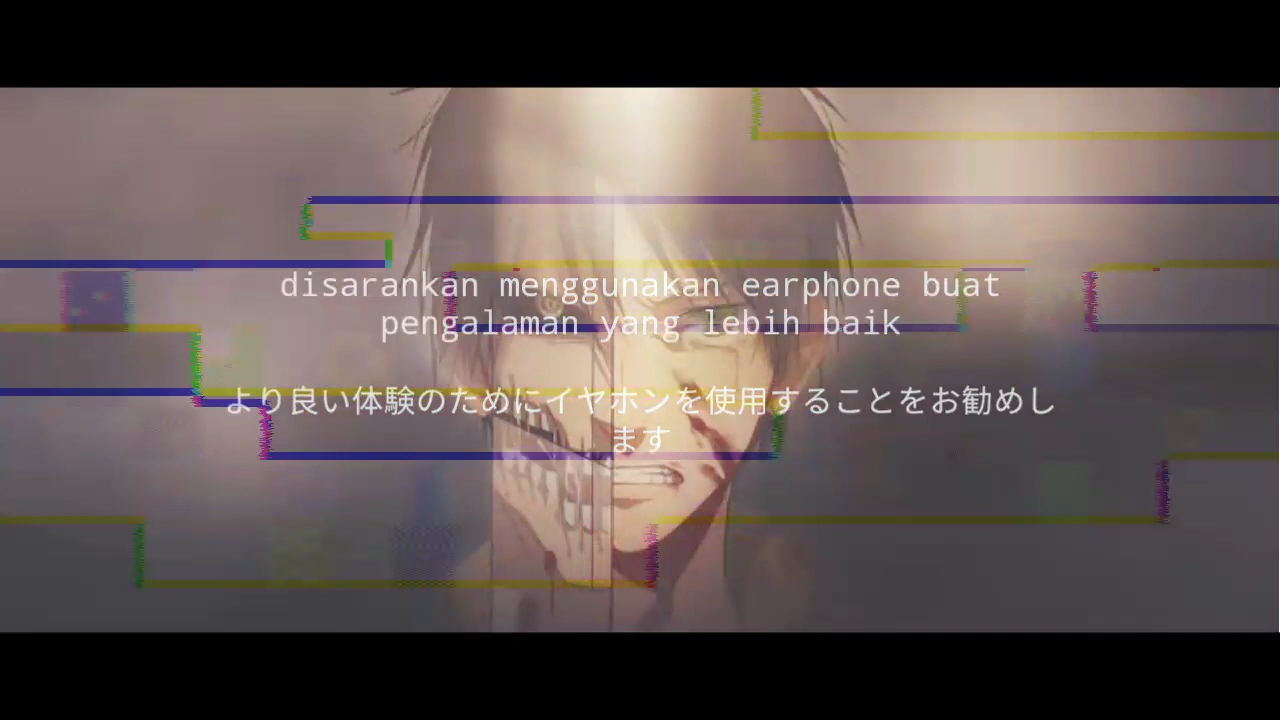 disarankan menggunakan earphone buat
pengalaman yang lebih baik
より良い体験のためにイヤホンを使用することをお勧めし
ます